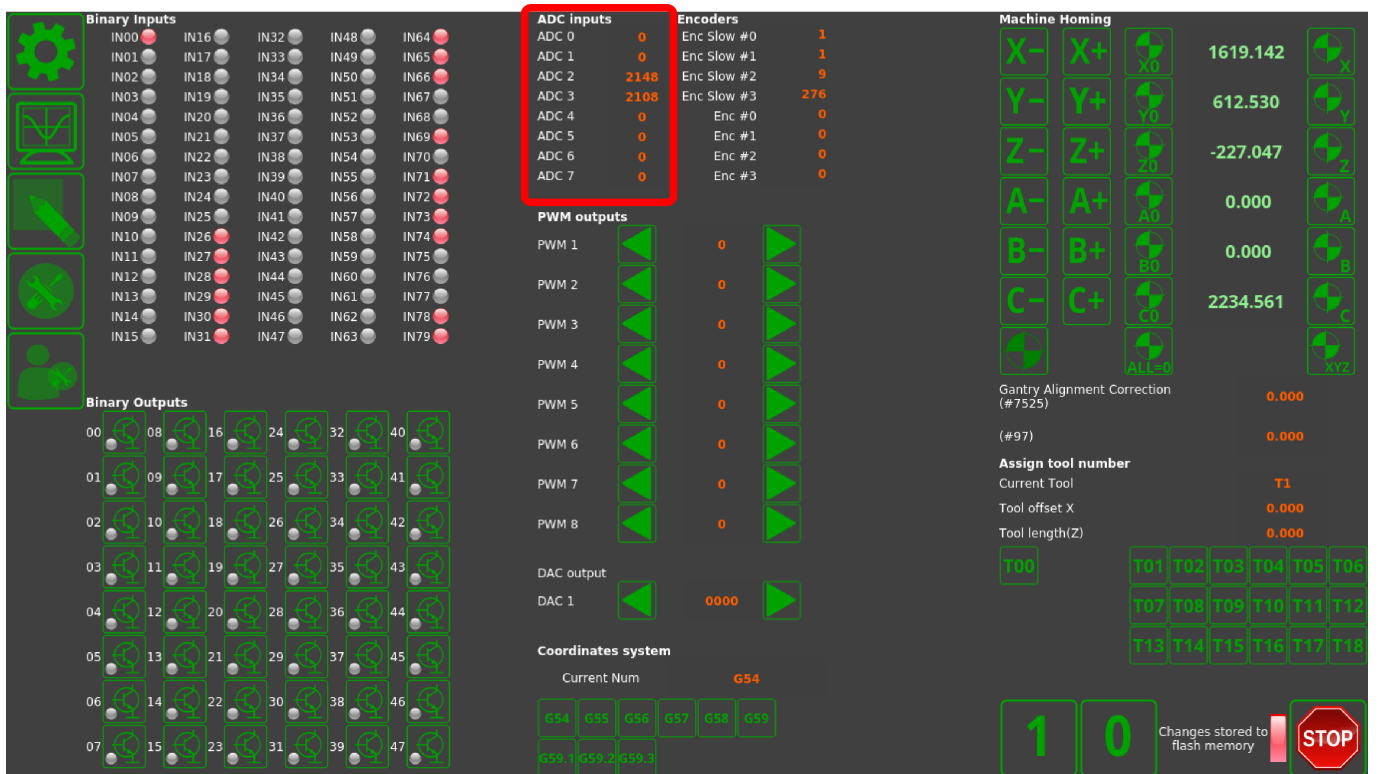 Binary Inputs
IN00 IN16 IN32 IN48 IN64
IN01 IN17 IN33 IN49 IN65
IN02 IN18 IN34 IN50 IN66
IN03 IN19 IN35 IN51 IN67
IN04 IN20 IN36 IN52 IN68
IN05 IN21 IN37 IN53 IN69
IN06 IN22 IN38 IN54 IN70
IN07 IN23 IN39 IN55 IN71
IN08 IN24 IN40 IN56 IN72
IN09 IN25 IN41 IN57 IN73
IN10 IN26 IN42 IN58 IN74
IN11 IN27 IN43 IN59 IN75
IN12 IN28 IN44 IN60 IN76
IN13 IN29 IN45 IN61 IN77
IN14 IN30 IN46 IN62 IN78
IN15 IN31 IN47 IN63 IN79
Binary Outputs
00 08 16 24 32 40
01 09 17 25 33 41
02 10 18 26 34 42
03 11 19 27 35 43
04 12 20 28 36 44
05 13 21 29 37 45
06 14 22 30 38 46
07 15 23 31 39 47
ADC inputs
ADC 0 0
ADC 1 0
ADC 2 2148
ADC 3 2108
ADC 4 0
ADC 5 0
ADC 6 0
ADC 7 0
Encoders
Enc Slow #0 1
Enc Slow #1 1
Enc Slow #2 9
Enc Slow #3 276
Enc #0 0
Enc #1 0
Enc #2 0
Enc #3 0
PWM outputs
PWM 1 0
PWM 2 0
PWM 3 0
PWM 4 0
PWM 5 0
PWM 6 0
PWM 7 0
PWM 8 0
DAC output
DAC 1 0000
Coordinates system
Current Num G54
G54 G55 G56 G57 G58 G59
G59.1 G59.2 G59.3
Machine Homing
X- X+ X0 1619.142 X
Y- Y+ Y0 612.530 Y
Z- Z+ Z0 -227.047 Z
A- A+ A0 0.000 A
B- B+ B0 0.000 B
C- C+ C0 2234.561 C
ALL=0 XYZ
Gantry Alignment Correction
(#7525) 0.000
(#97) 0.000
Assign tool number
Current Tool T1
Tool offset X 0.000
Tool length(Z) 0.000
T00 T01 T02 T03 T04 T05 T06
T07 T08 T09 T10 T11 T12
T13 T14 T15 T16 T17 T18
1 0
Changes stored to
flash memory
STOP